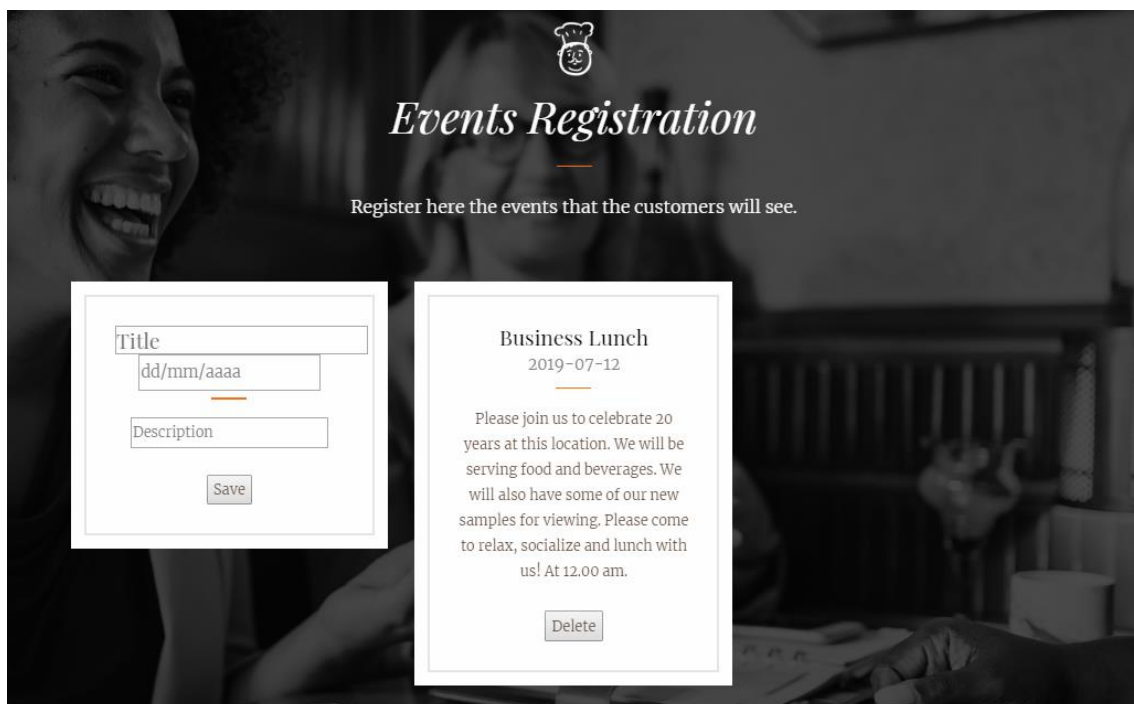 Events Registration
Register here the events that the customers will see.
Title
dd/mm/aaaa
Description
Save
Business Lunch
2019-07-12
Please join us to celebrate 20
years at this location. We will be
serving food and beverages. We
will also have some of our new
samples for viewing. Please come
to relax, socialize and lunch with
us! At 12.00 am.
Delete